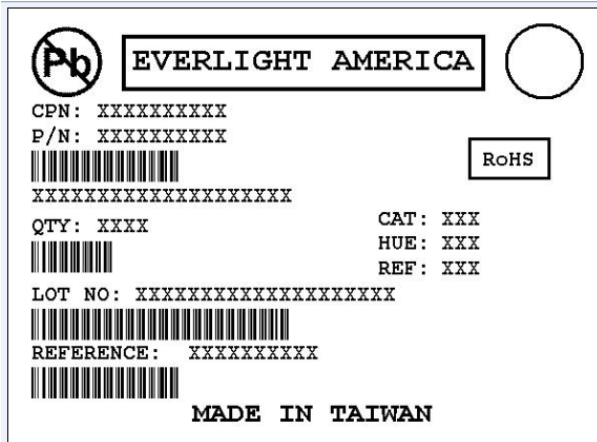 Pb EVERLIGHT AMERICA
CPN: XXXXXXXXXX
P/N: XXXXXXXXXX
RoHS
XXXXXXXXXXXXXXXXXXXX
QTY: XXXX
CAT: XXX
HUE: XXX
REF: XXX
LOT NO: XXXXXXXXXXXXXXXXXXXX
REFERENCE: XXXXXXXXXX
MADE IN TAIWAN